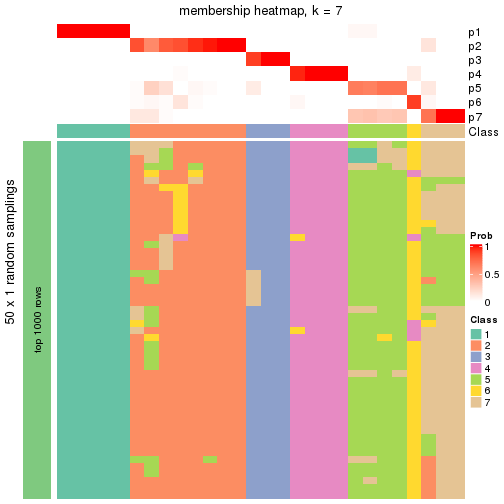 membership heatmap, k = 7
p1
p2
p3
p4
p5
p6
p7
Class
50 x 1 random samplings
top 1000 rows
Prob
1
0.5
0
Class
1
2
3
4
5
6
7